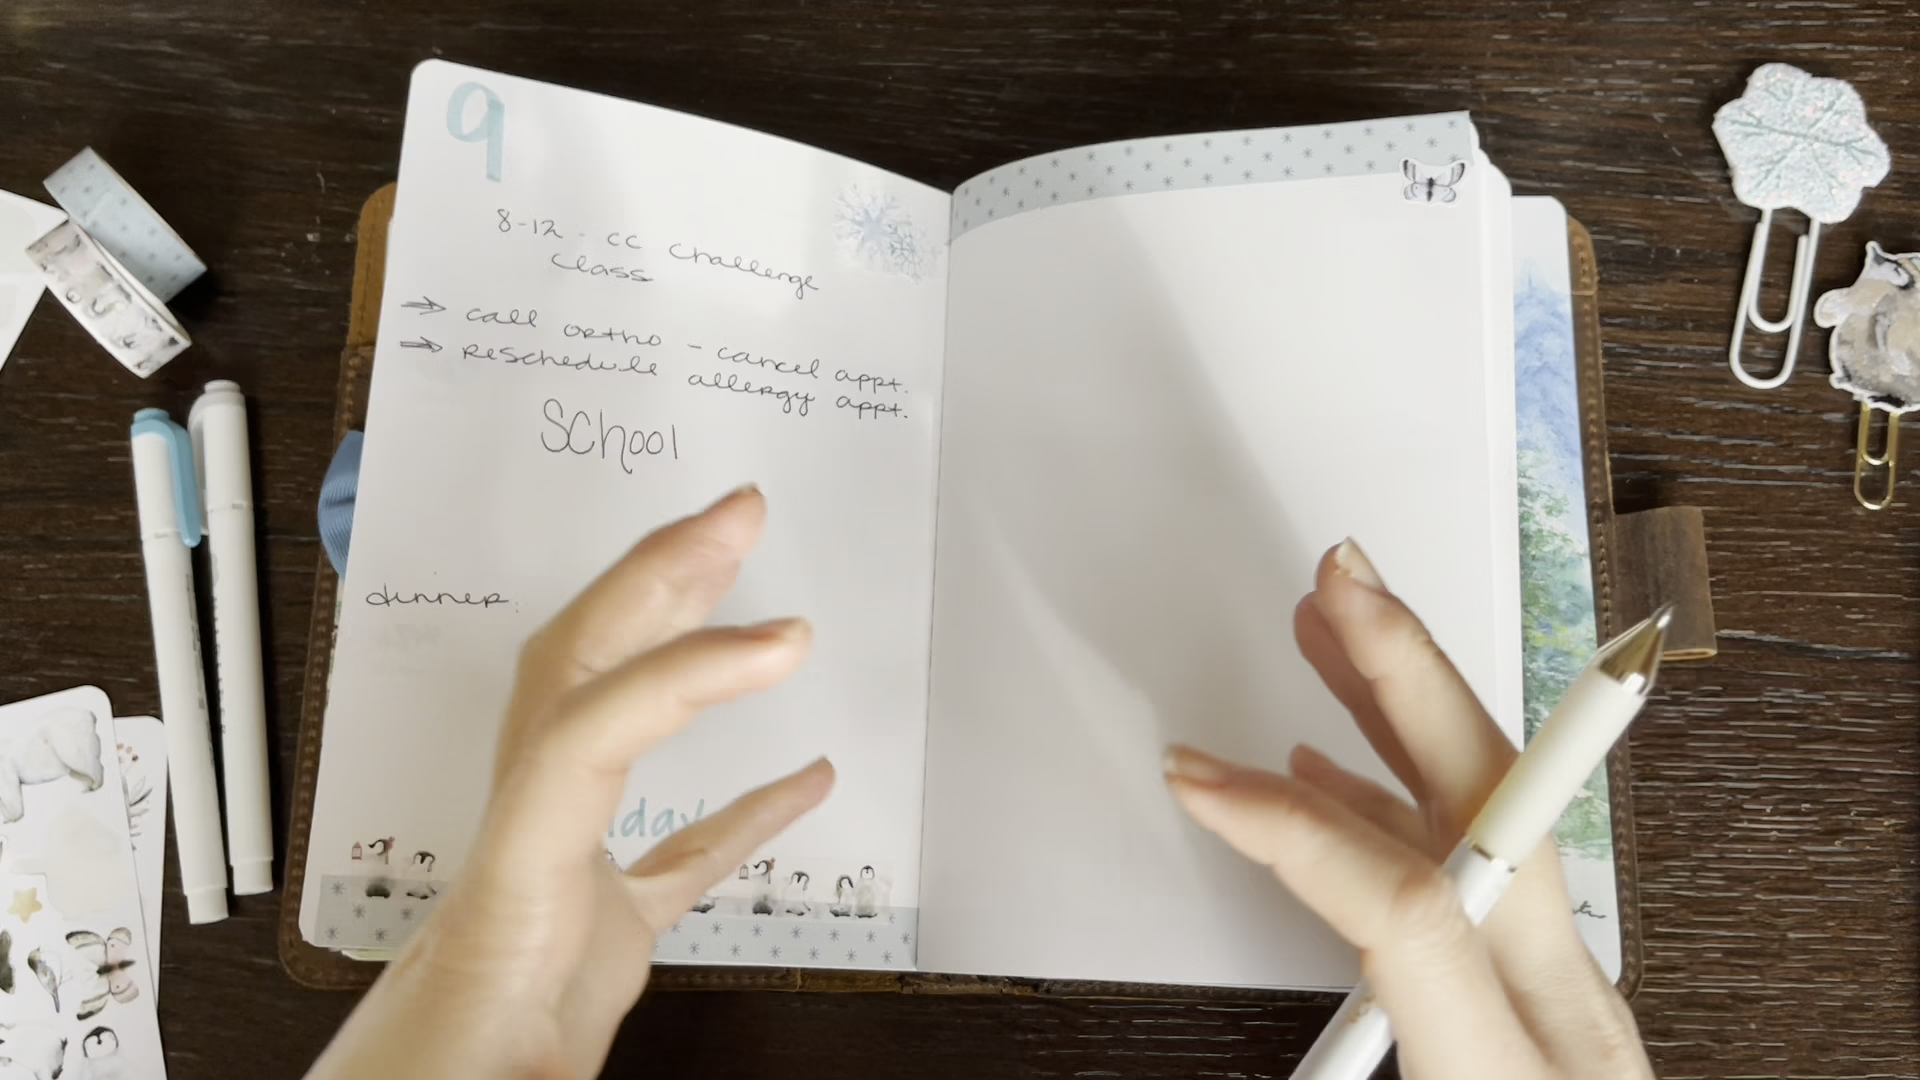 9
8-12 - CC Challenge
Class
→ call ortho - cancel appt.
→ reschedule allergy appt.
School
dinner: